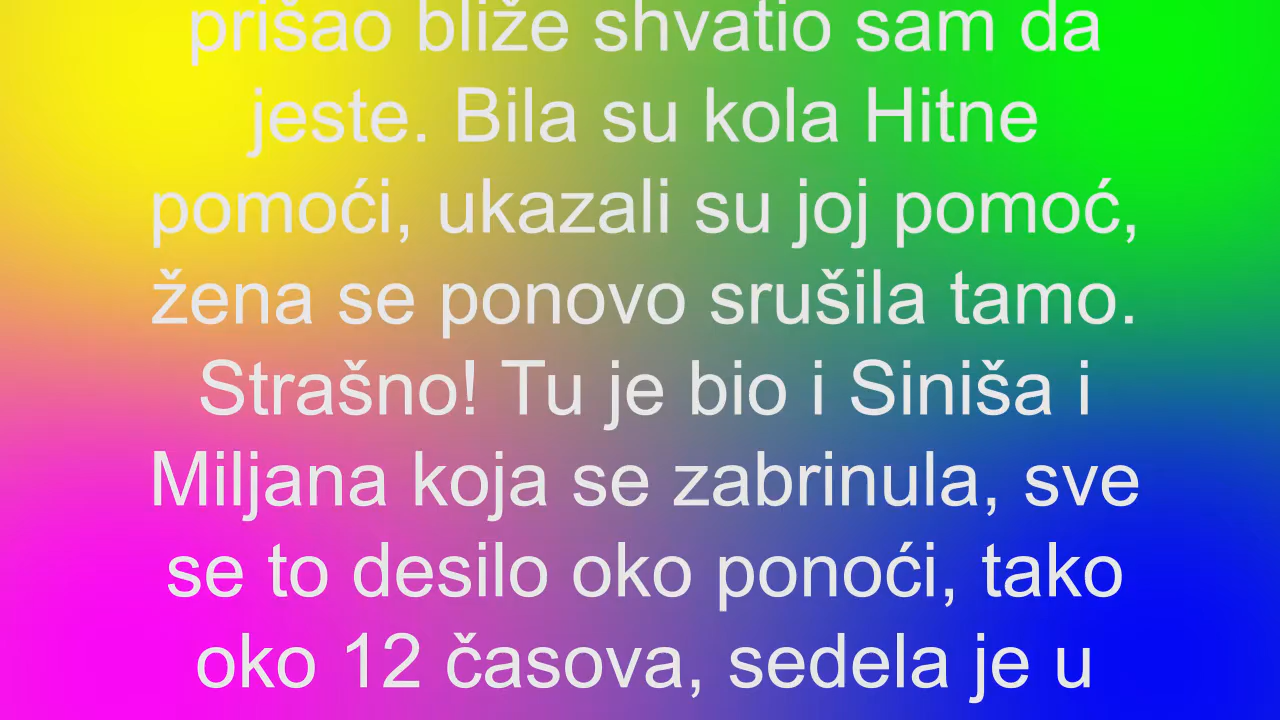 prišao bliže shvatio sam da
jeste. Bila su kola Hitne
pomoći, ukazali su joj pomoć,
žena se ponovo srušila tamo.
Strašno! Tu je bio i Siniša i
Miljana koja se zabrinula, sve
se to desilo oko ponoći, tako
oko 12 časova, sedela je u